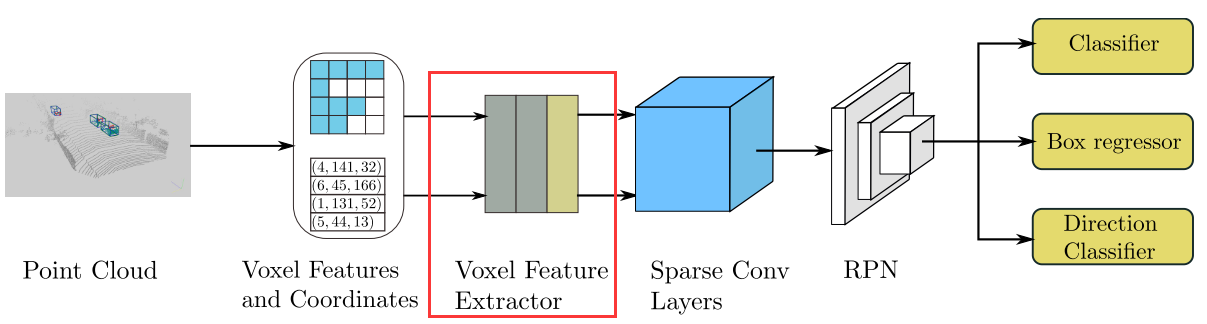 Classifier
(4, 141, 32)
(6, 45, 166)
(1, 131, 52)
(5, 44, 13)
Box regressor
Direction
Classifier
Point Cloud
Voxel Features
and Coordinates
Voxel Feature
Extractor
Sparse Conv
Layers
RPN